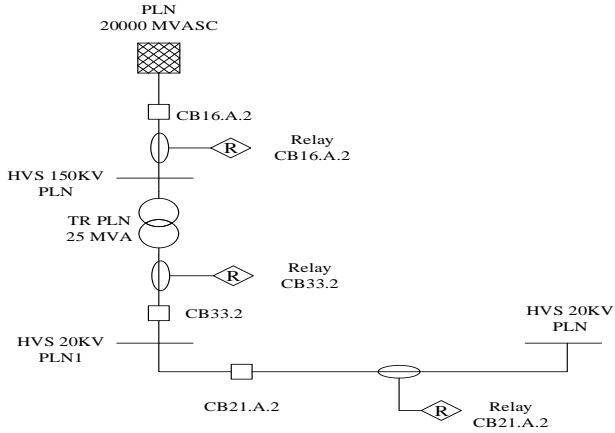 PLN
20000 MVASC
CB16.A.2
R
Relay
CB16.A.2
HVS 150KV
PLN
TR PLN
25 MVA
R
Relay
CB33.2
CB33.2
HVS 20KV
PLN1
HVS 20KV
PLN
CB21.A.2
R
Relay
CB21.A.2